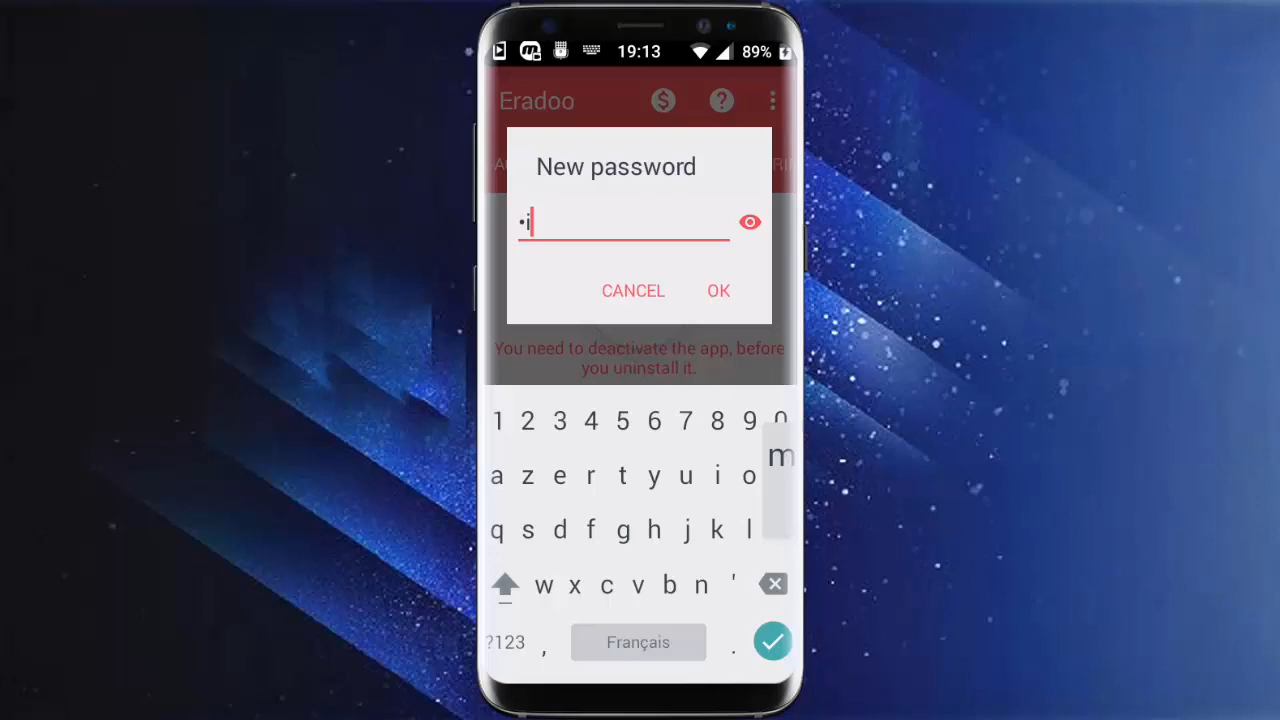 19:13 89%
Eradoo
New password
•i
CANCEL OK
You need to deactivate the app, before
you uninstall it.
1 2 3 4 5 6 7 8 9 0
a z e r t y u i o
m
q s d f g h j k l
w x c v b n '
?123 , Français .